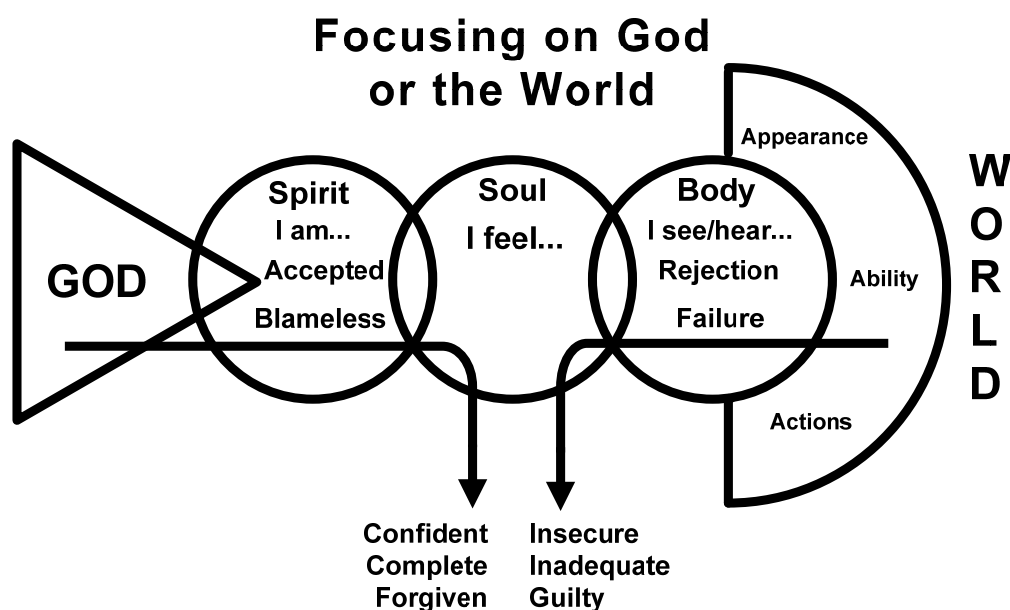 Focusing on God
or the World
GOD
Spirit
I am...
Accepted
Blameless
Soul
I feel...
Body
I see/hear...
Rejection
Failure
Appearance
Ability
Actions
WORLD
Confident
Complete
Forgiven
Insecure
Inadequate
Guilty